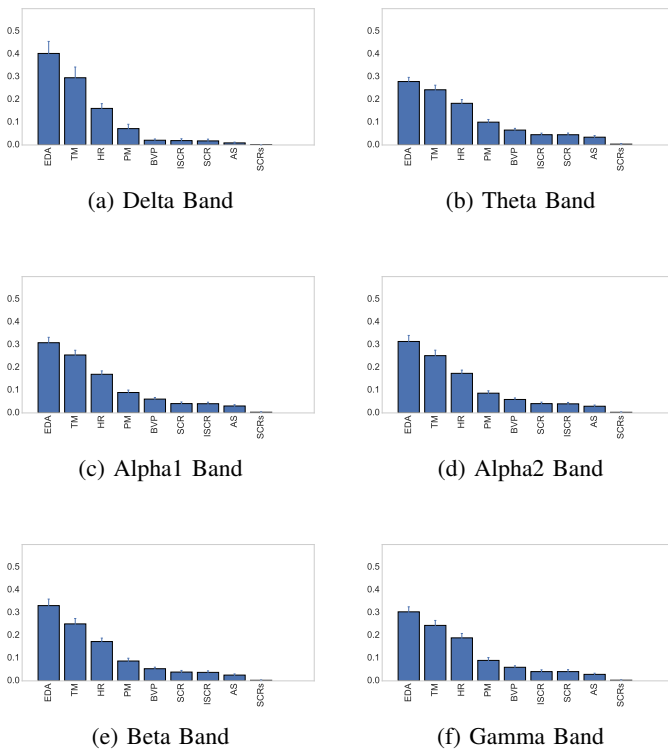 0.5
0.4
0.3
0.2
0.1
0.0
EDA
TM
HR
PM
BVP
ISCR
SCR
AS
SCRs
(a) Delta Band
0.5
0.4
0.3
0.2
0.1
0.0
EDA
TM
HR
PM
BVP
ISCR
SCR
AS
SCRs
(b) Theta Band
0.5
0.4
0.3
0.2
0.1
0.0
EDA
TM
HR
PM
BVP
SCR
ISCR
AS
SCRs
(c) Alpha1 Band
0.5
0.4
0.3
0.2
0.1
0.0
EDA
TM
HR
PM
BVP
SCR
ISCR
AS
SCRs
(d) Alpha2 Band
0.5
0.4
0.3
0.2
0.1
0.0
EDA
TM
HR
PM
BVP
SCR
ISCR
AS
SCRs
(e) Beta Band
0.5
0.4
0.3
0.2
0.1
0.0
EDA
TM
HR
PM
BVP
ISCR
SCR
AS
SCRs
(f) Gamma Band